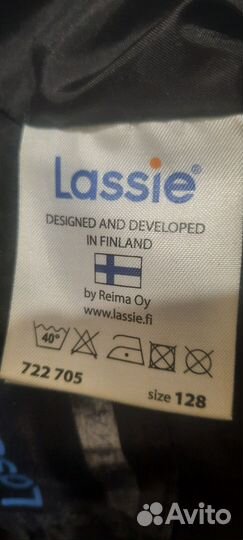 Lassie®
DESIGNED AND DEVELOPED
IN FINLAND
by Reima Oy
www.lassie.fi
40°
722 705 size 128
Avito